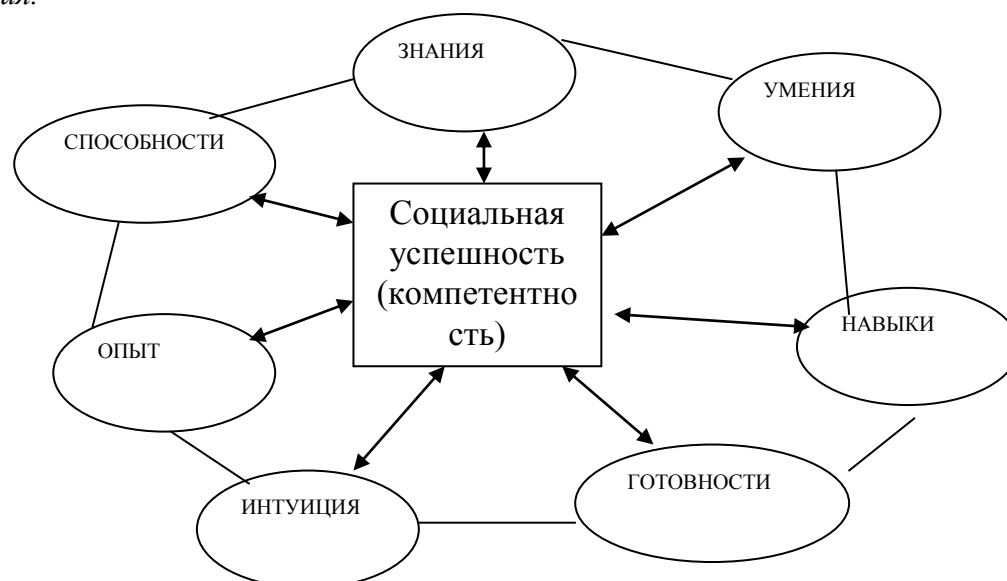 ЗНАНИЯ
УМЕНИЯ
СПОСОБНОСТИ
Социальная
успешность
(компетентно
сть)
НАВЫКИ
ОПЫТ
ГОТОВНОСТИ
ИНТУИЦИЯ